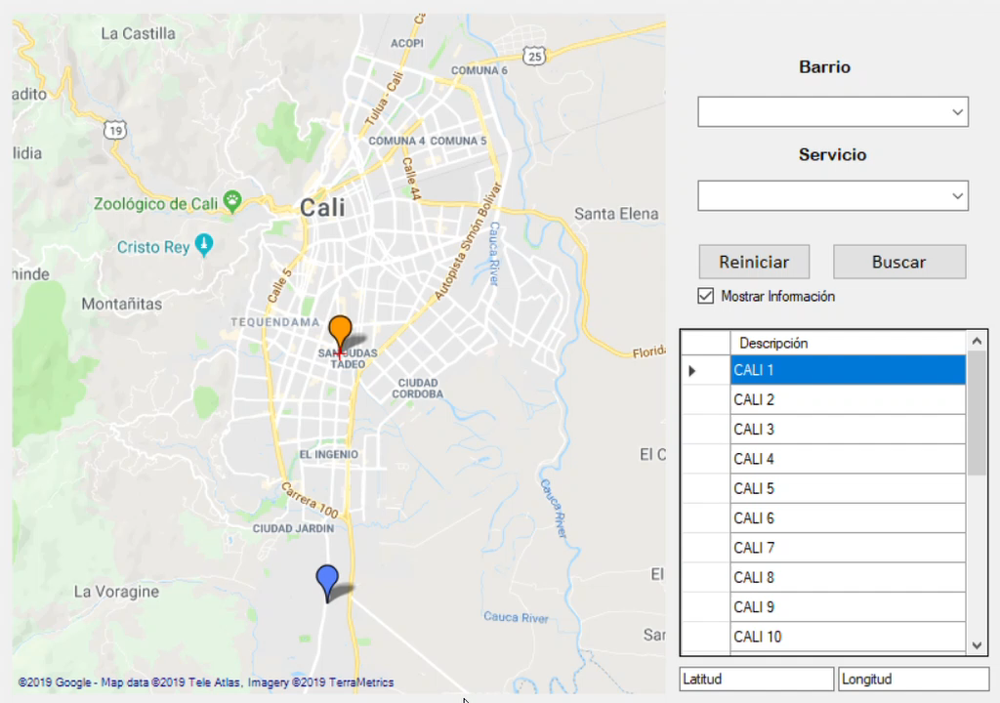 La Castilla
ACOPI
Ca
25
COMUNA 6
adito
Tulua - Cali
19
COMUNA 4
COMUNA 5
lidia
Calle 44
Zoológico de Cali
Cali
Autopista Simón Bolívar
Santa Elena
Cauca River
Cristo Rey
hinde
Calle 5
Montañitas
TEQUENDAMA
SAN JUDAS
TADEO
Florida
CIUDAD
CORDOBA
EL INGENIO
El C
Carrera 100
Cauca River
CIUDAD JARDIN
El
La Voragine
Cauca River
Sar
©2019 Google - Map data ©2019 Tele Atlas, Imagery ©2019 TerraMetrics
Barrio
Servicio
Reiniciar
Buscar
Mostrar Información
Descripción
CALI 1
CALI 2
CALI 3
CALI 4
CALI 5
CALI 6
CALI 7
CALI 8
CALI 9
CALI 10
Latitud
Longitud